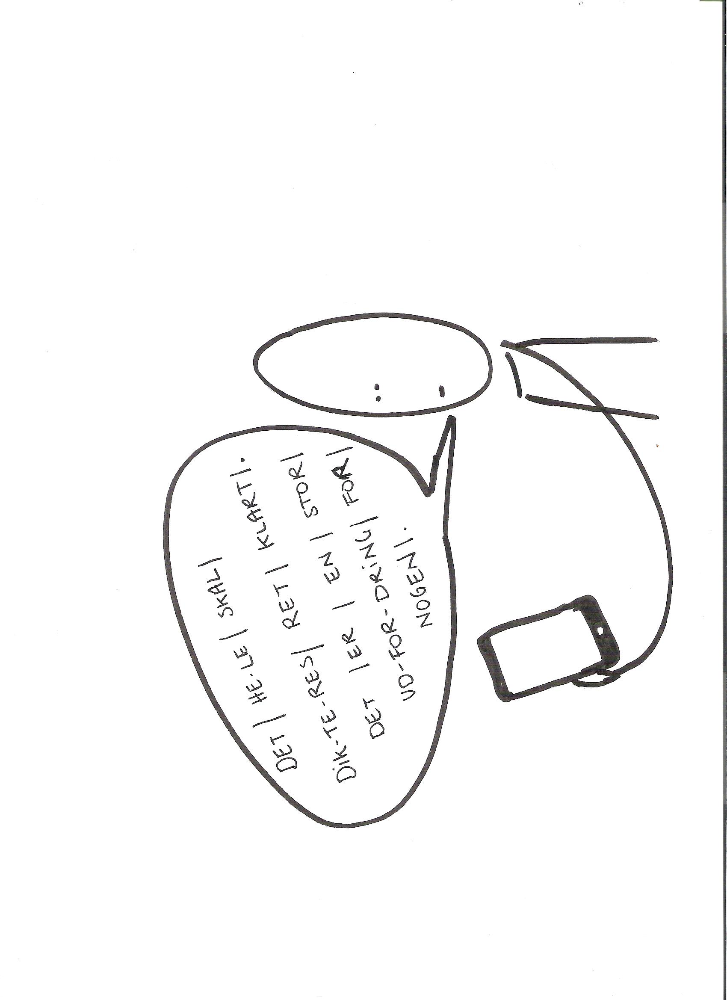 DET | HE-LE | SKAL |
DiK-TE-RES | RET | KLART |.
DET | ER | EN | STOR |
UD-FOR-DRiNG | FOR |
NOGEN |.